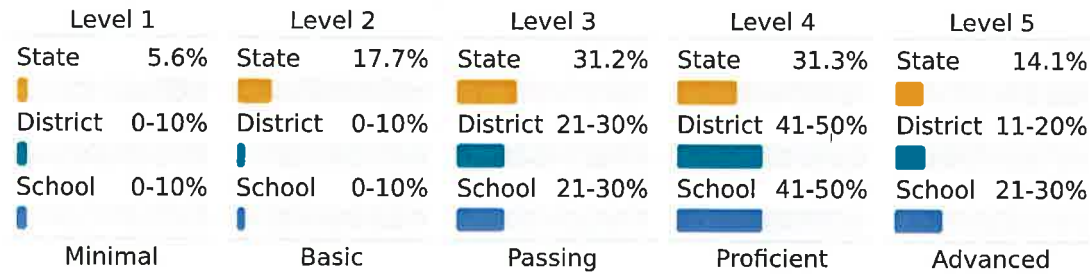 Level 1 Level 2 Level 3 Level 4 Level 5
State 5.6% State 17.7% State 31.2% State 31.3% State 14.1%
District 0-10% District 0-10% District 21-30% District 41-50% District 11-20%
School 0-10% School 0-10% School 21-30% School 41-50% School 21-30%
Minimal Basic Passing Proficient Advanced